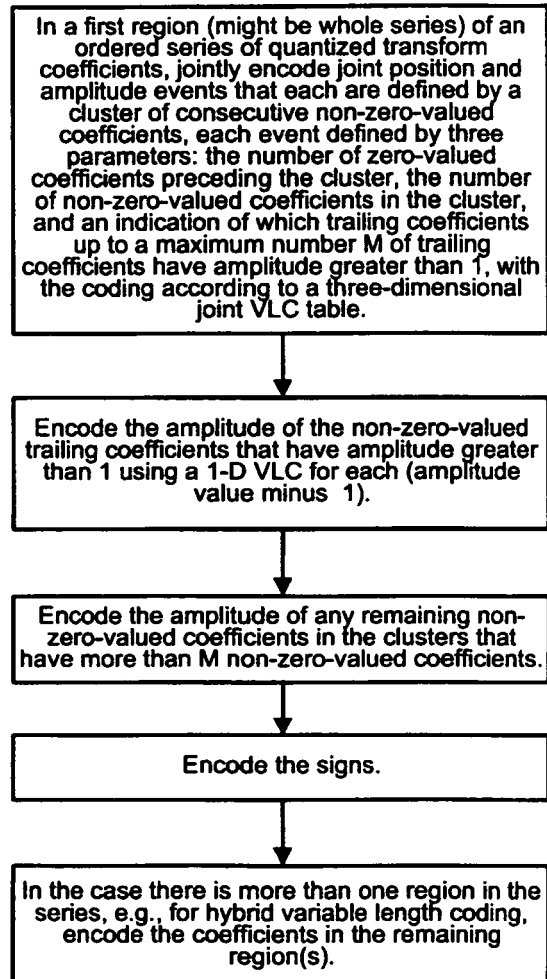 In a first region (might be whole series) of an
ordered series of quantized transform
coefficients, jointly encode joint position and
amplitude events that each are defined by a
cluster of consecutive non-zero-valued
coefficients, each event defined by three
parameters: the number of zero-valued
coefficients preceding the cluster, the number
of non-zero-valued coefficients in the cluster,
and an indication of which trailing coefficients
up to a maximum number M of trailing
coefficients have amplitude greater than 1, with
the coding according to a three-dimensional
joint VLC table.
Encode the amplitude of the non-zero-valued
trailing coefficients that have amplitude greater
than 1 using a 1-D VLC for each (amplitude
value minus 1).
Encode the amplitude of any remaining non-
zero-valued coefficients in the clusters that
have more than M non-zero-valued coefficients.
Encode the signs.
In the case there is more than one region in the
series, e.g., for hybrid variable length coding,
encode the coefficients in the remaining
region(s).